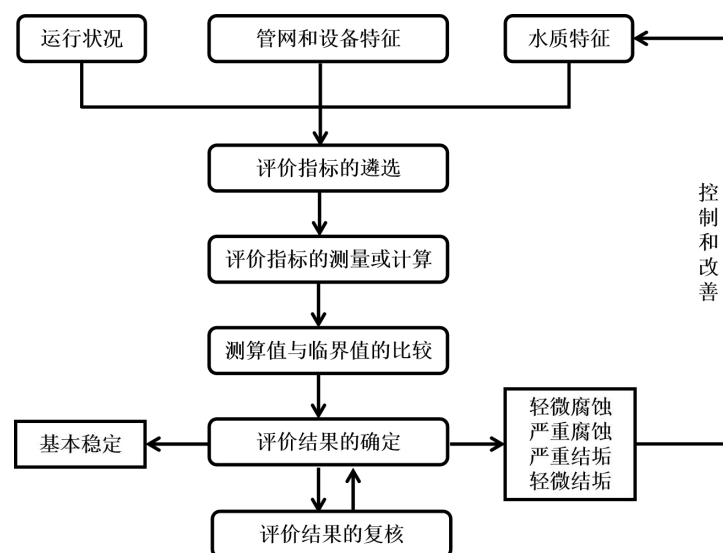 运行状况
管网和设备特征
水质特征
评价指标的遴选
评价指标的测量或计算
测算值与临界值的比较
评价结果的确定
基本稳定
轻微腐蚀
严重腐蚀
严重结垢
轻微结垢
评价结果的复核
控
制
和
改
善